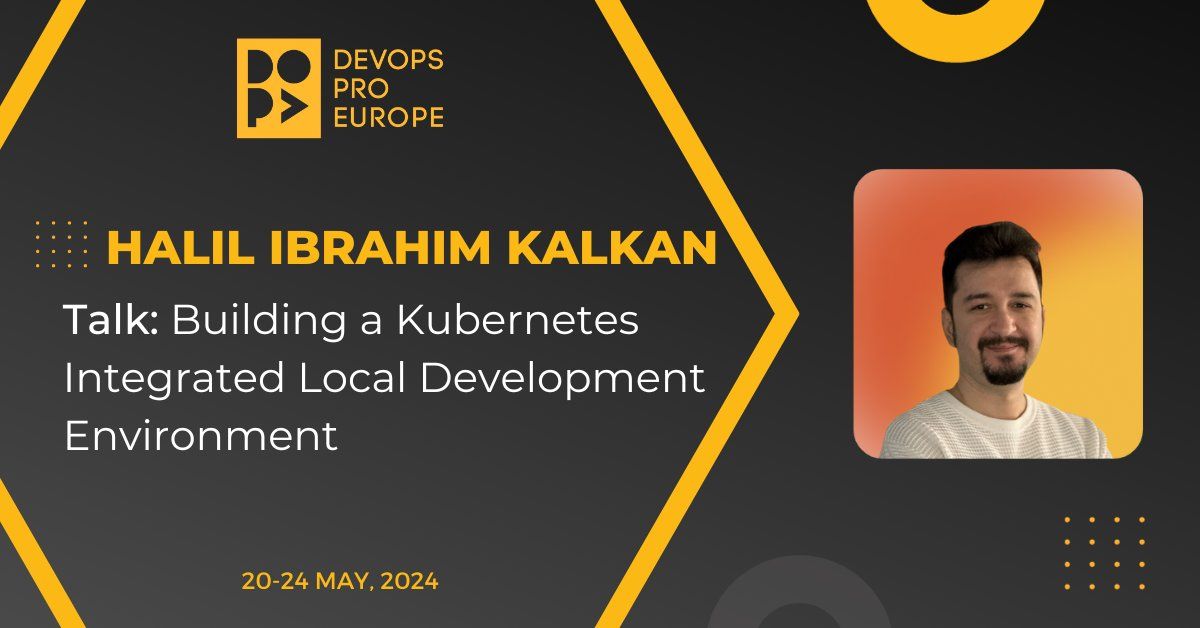 DEVOPS
PRO
EUROPE
HALIL IBRAHIM KALKAN
Talk: Building a Kubernetes
Integrated Local Development
Environment
20-24 MAY, 2024